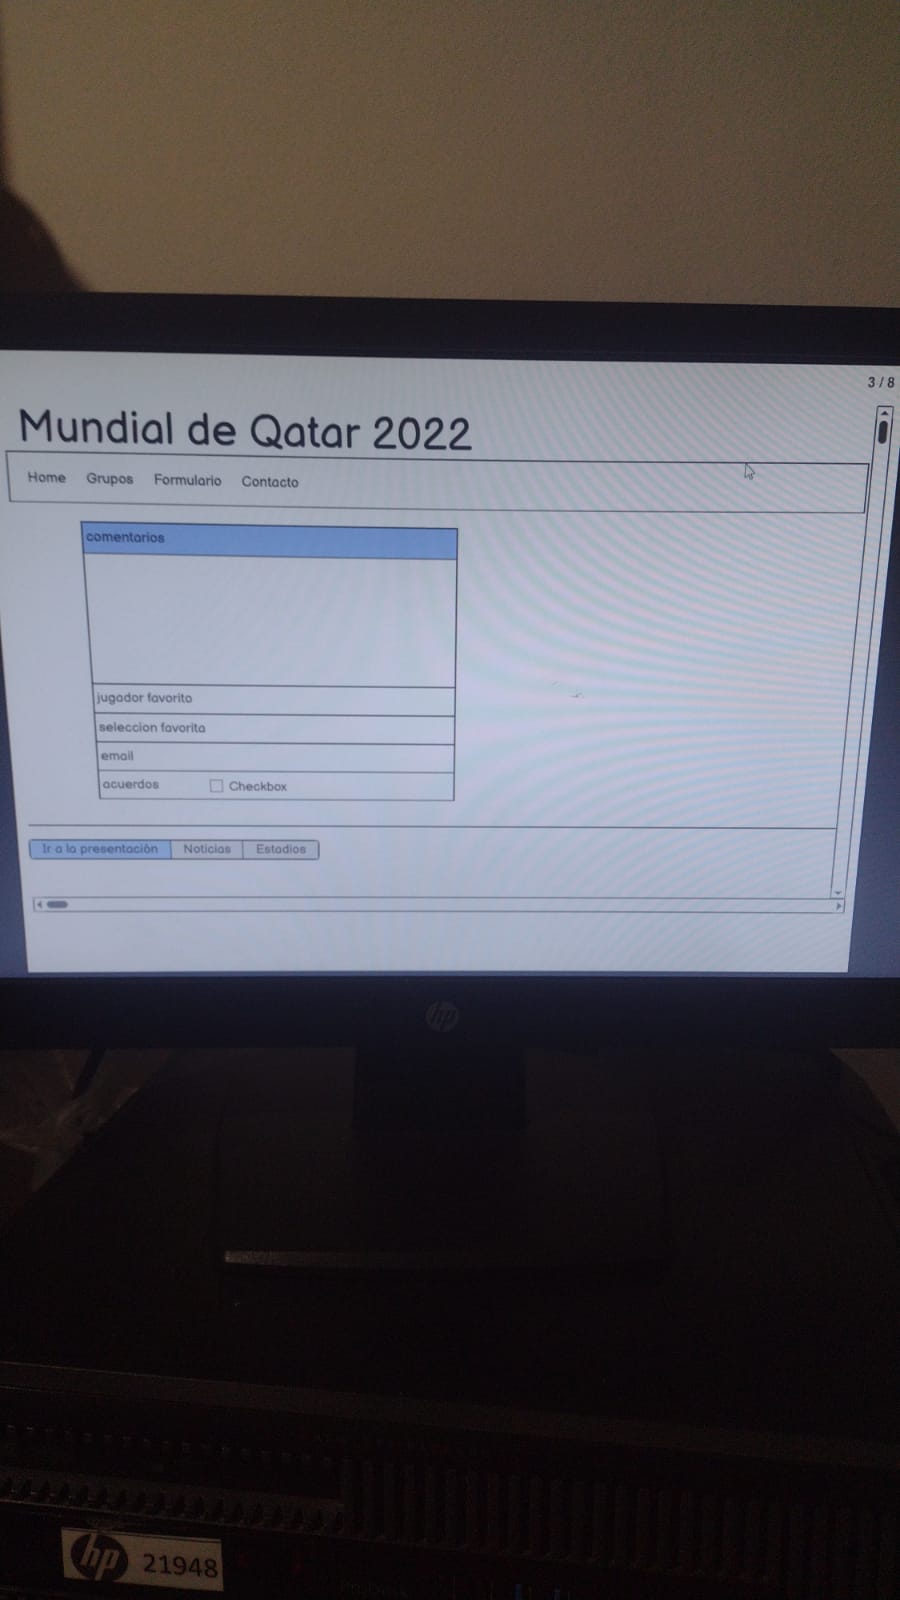 3 / 8
Mundial de Qatar 2022
Home Grupos Formulario Contacto
comentarios
jugador favorito
seleccion favorita
email
acuerdos Checkbox
Ir a la presentación Noticias Estadios
hp
hp 21948